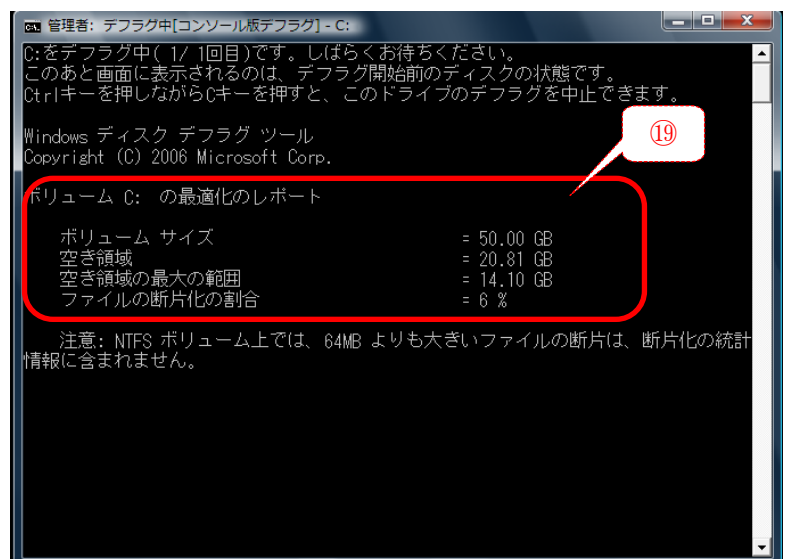 管理者: デフラグ中[コンソール版デフラグ] - C:
C:をデフラグ中( 1/ 1回目)です。しばらくお待ちください。
このあと画面に表示されるのは、デフラグ開始前のディスクの状態です。
Ctrlキーを押しながらCキーを押すと、このドライブのデフラグを中止できます。
⑲
Windows ディスク デフラグ ツール
Copyright (C) 2006 Microsoft Corp.
ボリューム C: の最適化のレポート
ボリューム サイズ = 50.00 GB
空き領域 = 20.81 GB
空き領域の最大の範囲 = 14.10 GB
ファイルの断片化の割合 = 6 %
注意: NTFS ボリューム上では、64MB よりも大きいファイルの断片は、断片化の統計
情報に含まれません。